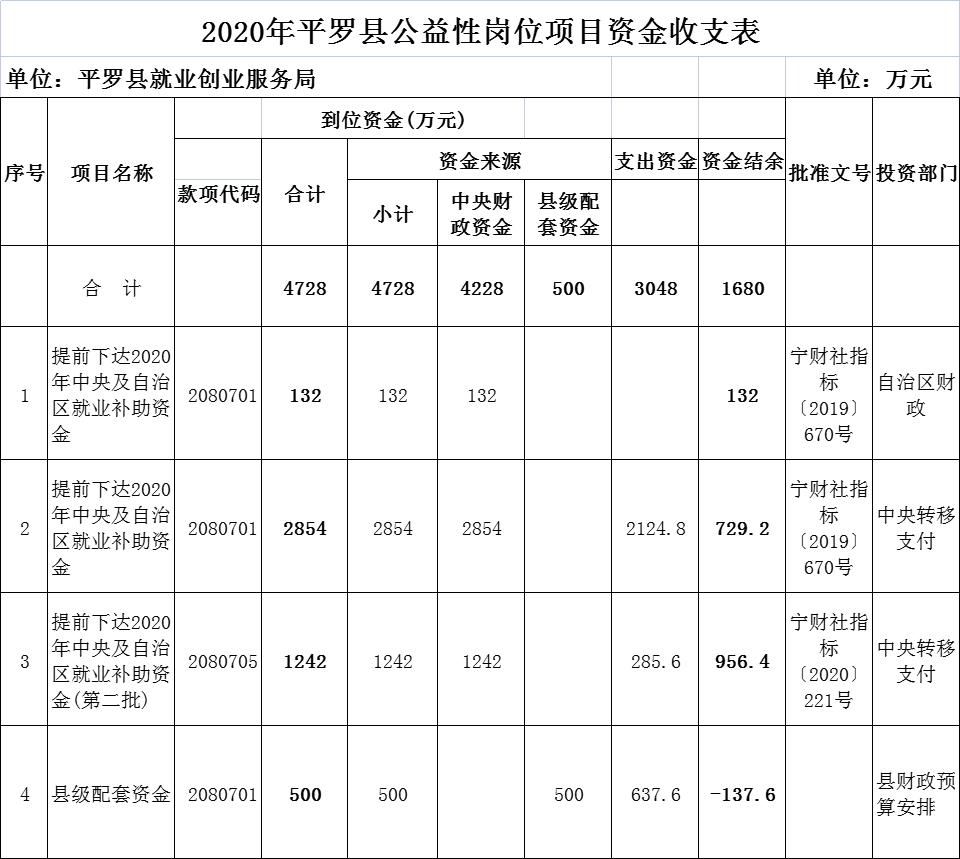 2020年平罗县公益性岗位项目资金收支表
单位：平罗县就业创业服务局 单位：万元
序号 项目名称 到位资金(万元) 批准文号 投资部门
款项代码 合计 资金来源 支出资金 资金结余
小计 中央财政资金 县级配套资金
合 计 4728 4728 4228 500 3048 1680
1 提前下达2020年中央及自治区就业补助资金 2080701 132 132 132 132 宁财社指标〔2019〕670号 自治区财政
2 提前下达2020年中央及自治区就业补助资金 2080701 2854 2854 2854 2124.8 729.2 宁财社指标〔2019〕670号 中央转移支付
3 提前下达2020年中央及自治区就业补助资金(第二批) 2080705 1242 1242 1242 285.6 956.4 宁财社指标〔2020〕221号 中央转移支付
4 县级配套资金 2080701 500 500 500 637.6 -137.6 县财政预算安排